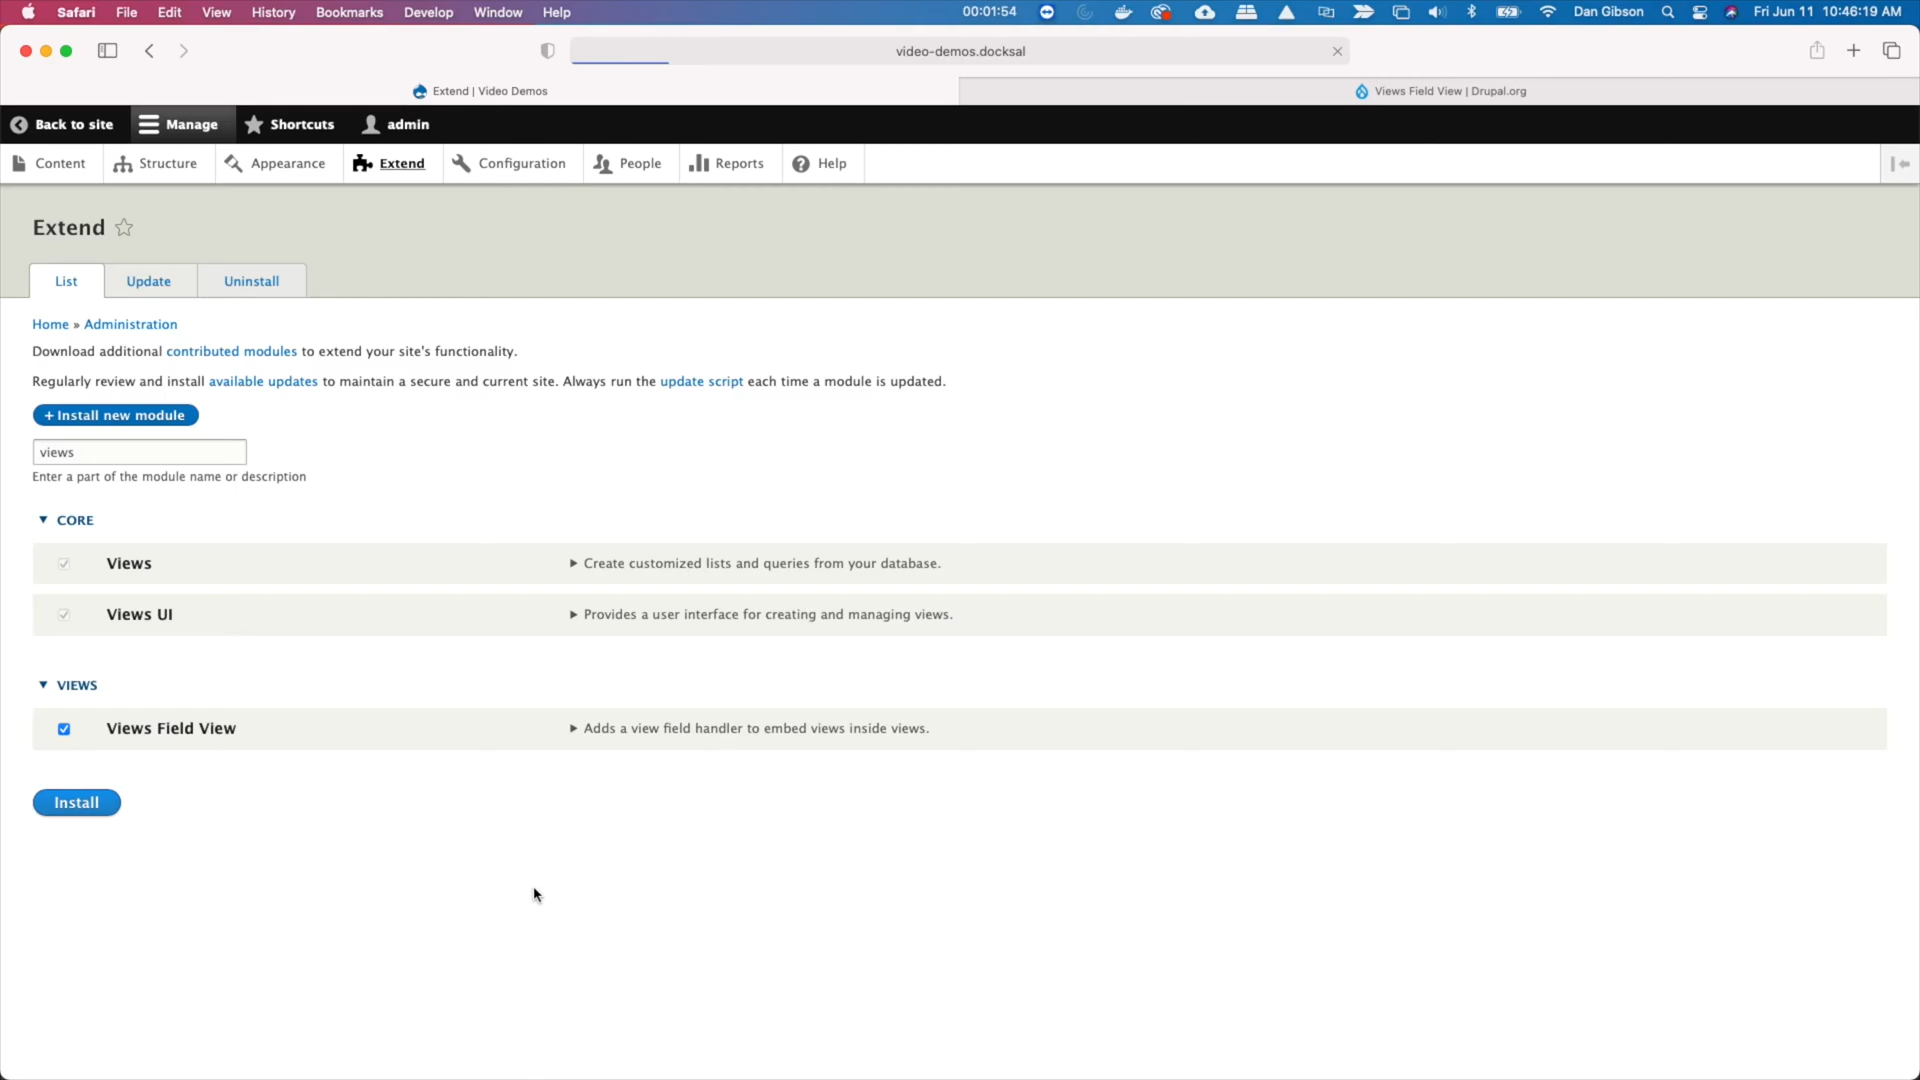 Safari File Edit View History Bookmarks Develop Window Help 00:01:54 Dan Gibson Fri Jun 11 10:46:19 AM
video-demos.docksal
Extend | Video Demos
Views Field View | Drupal.org
Back to site Manage Shortcuts admin
Content Structure Appearance Extend Configuration People Reports Help
Extend
List Update Uninstall
Home » Administration
Download additional contributed modules to extend your site's functionality.
Regularly review and install available updates to maintain a secure and current site. Always run the update script each time a module is updated.
+ Install new module
views
Enter a part of the module name or description
▼ CORE
Views ▶ Create customized lists and queries from your database.
Views UI ▶ Provides a user interface for creating and managing views.
▼ VIEWS
Views Field View ▶ Adds a view field handler to embed views inside views.
Install